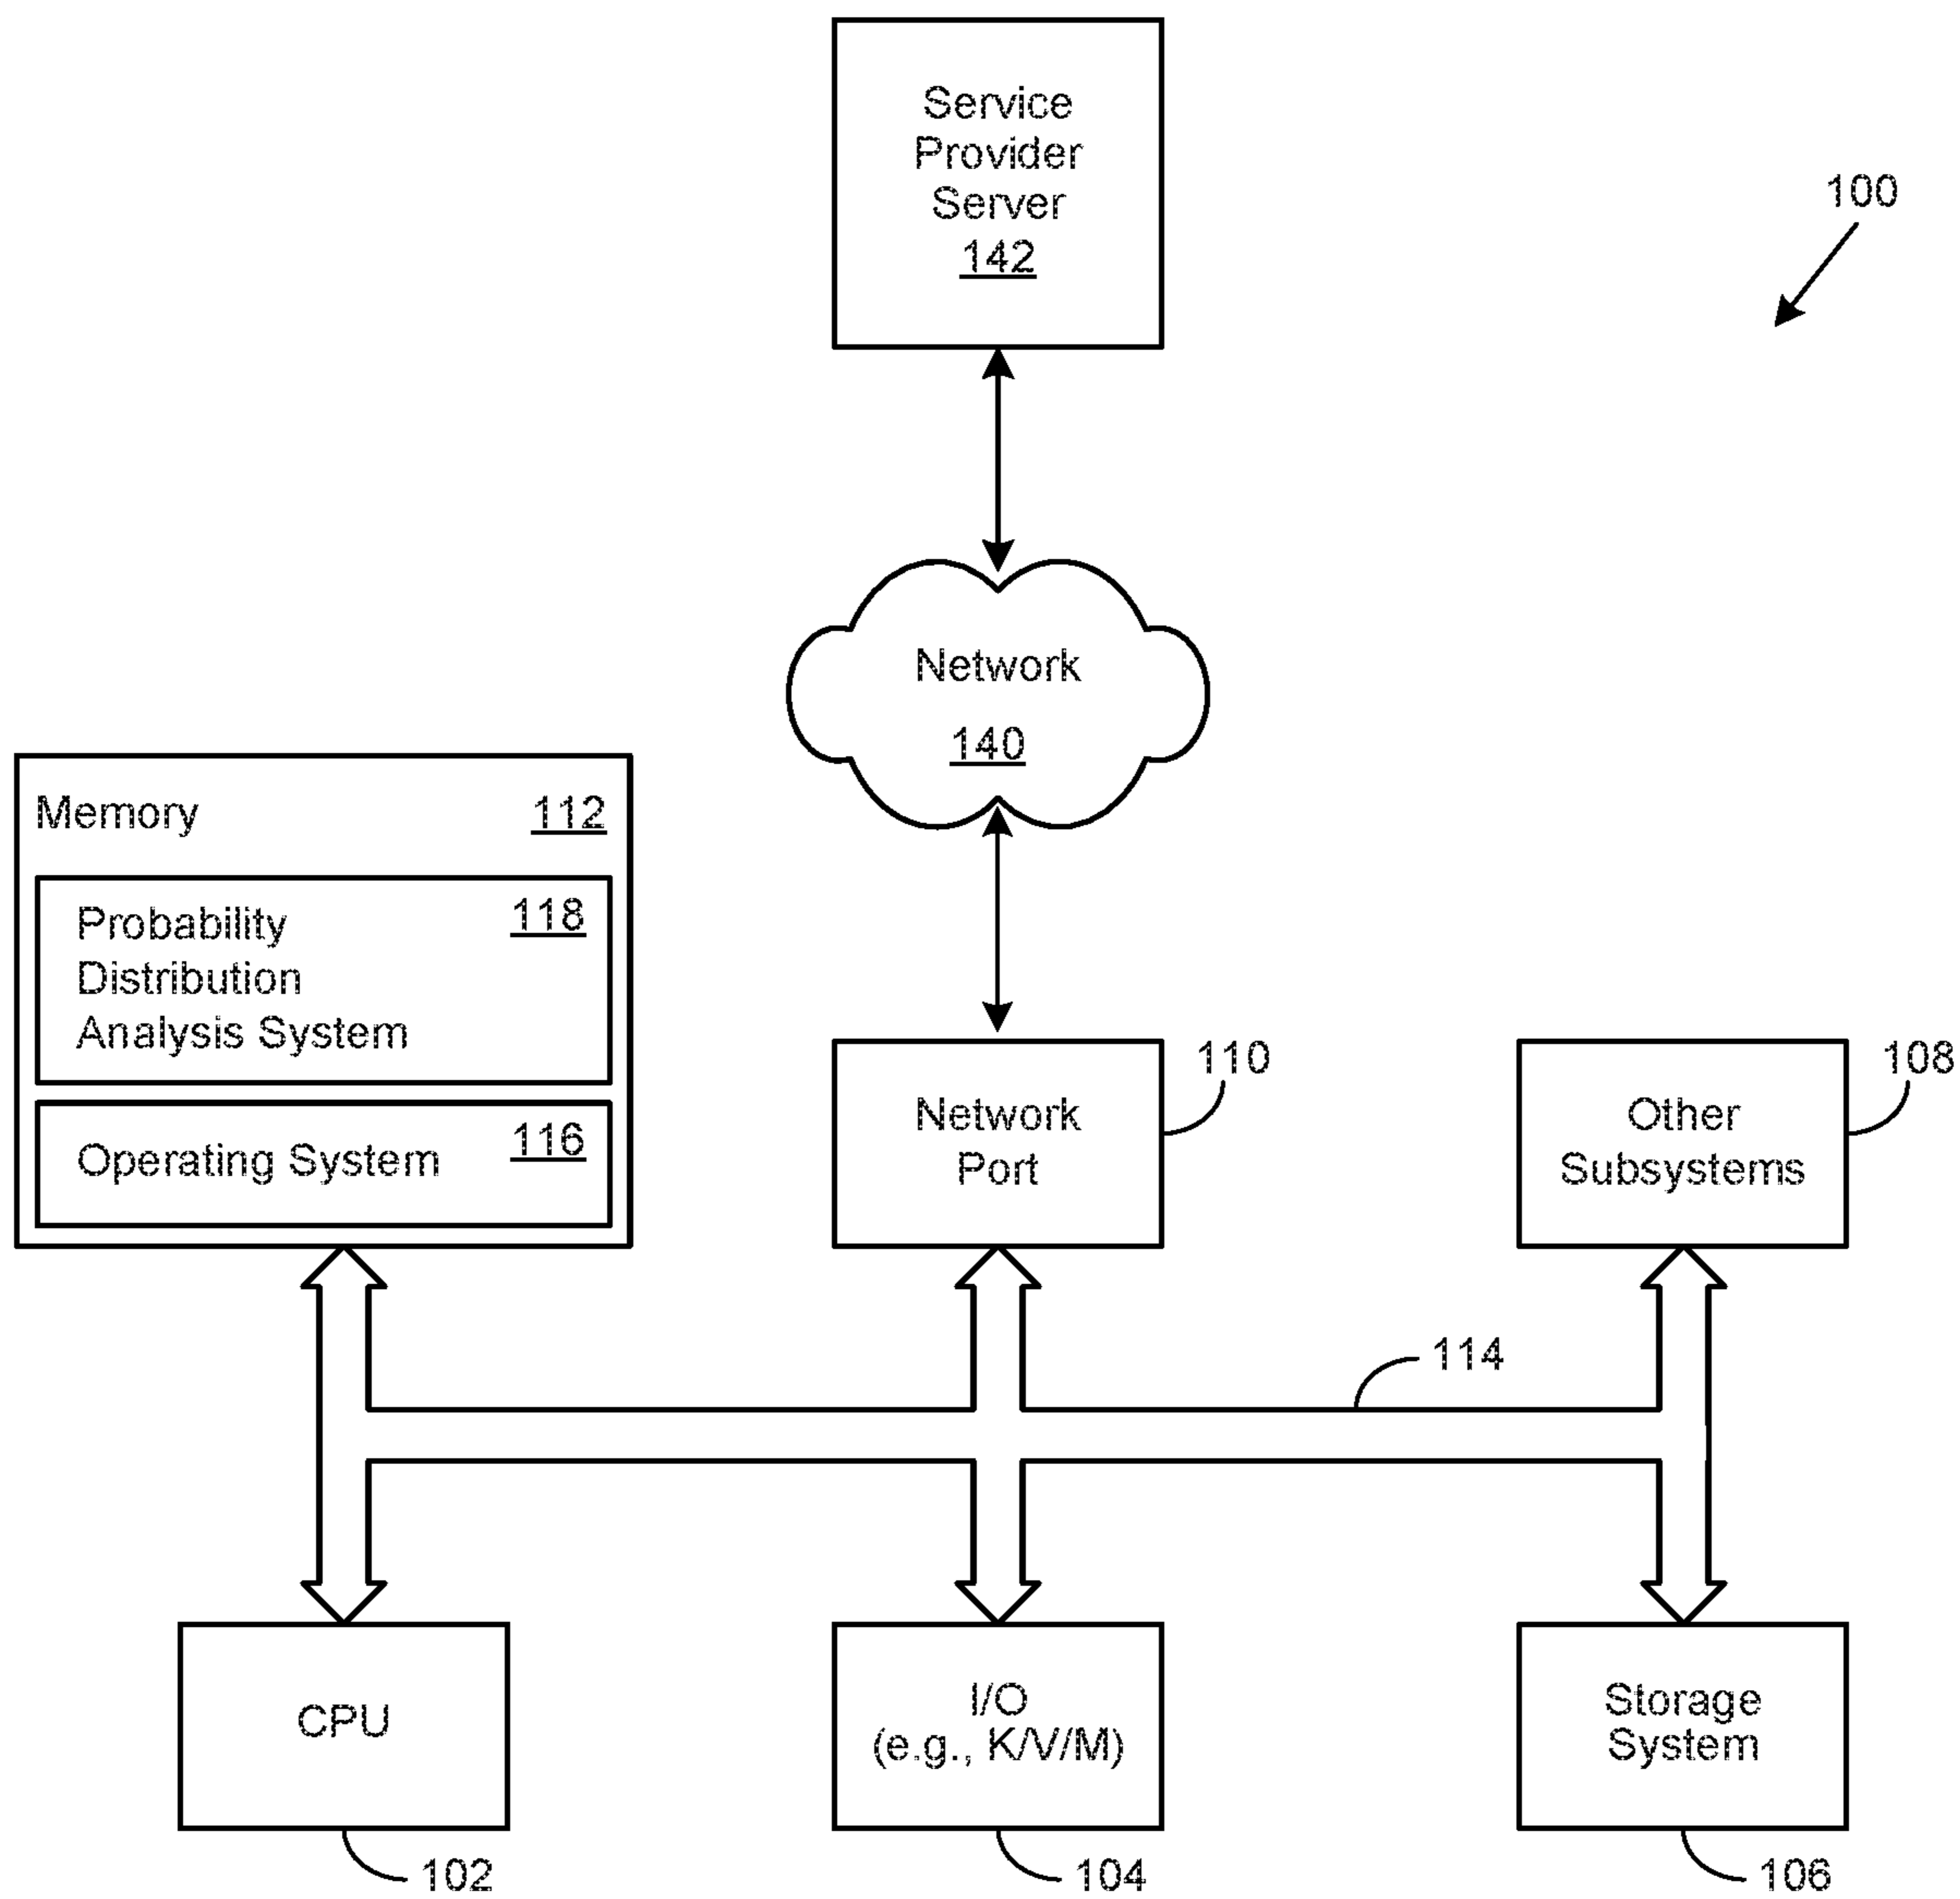 Service
Provider
Server
142
100
Network
140
Memory 112
Probability 118
Distribution
Analysis System
Operating System 116
Network
Port
110
Other
Subsystems
108
114
CPU
102
I/O
(e.g., K/V/M)
104
Storage
System
106